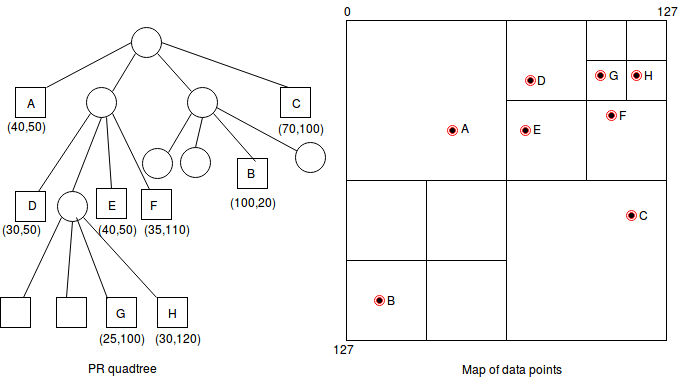 0 127
A
(40,50)
C
(70,100)
B
(100,20)
D
(30,50)
E
(40,50)
F
(35,110)
G
(25,100)
H
(30,120)
PR quadtree
D
G
H
A
E
F
C
B
127
Map of data points